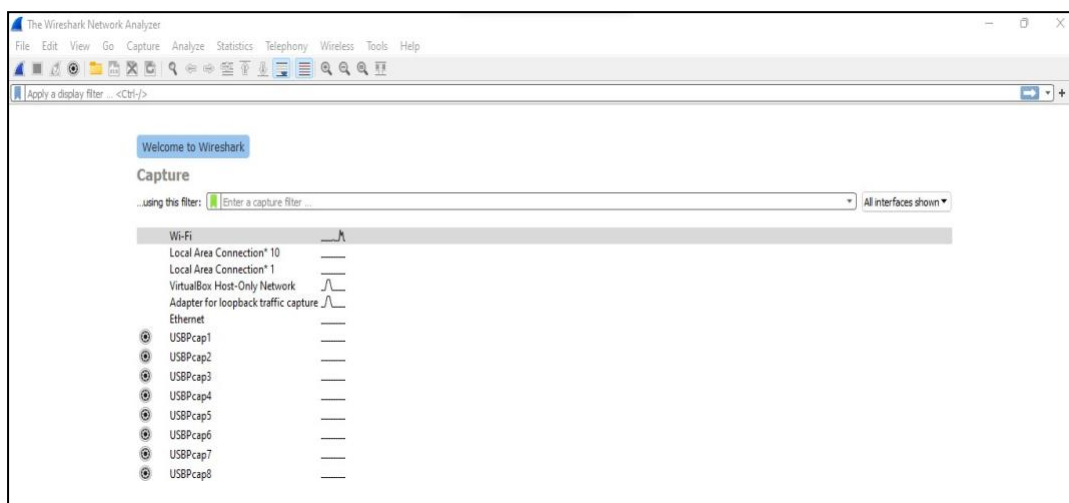 The Wireshark Network Analyzer
File Edit View Go Capture Analyze Statistics Telephony Wireless Tools Help
Apply a display filter ... <Ctrl-/>
Welcome to Wireshark
Capture
...using this filter: Enter a capture filter ... All interfaces shown
Wi-Fi
Local Area Connection* 10
Local Area Connection* 1
VirtualBox Host-Only Network
Adapter for loopback traffic capture
Ethernet
USBPcap1
USBPcap2
USBPcap3
USBPcap4
USBPcap5
USBPcap6
USBPcap7
USBPcap8